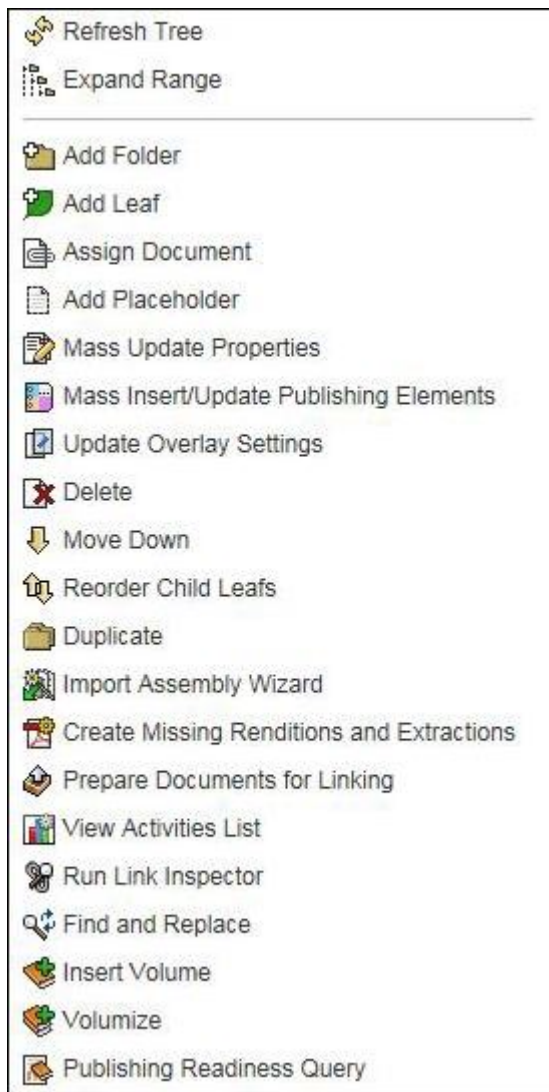 Refresh Tree
Expand Range
Add Folder
Add Leaf
Assign Document
Add Placeholder
Mass Update Properties
Mass Insert/Update Publishing Elements
Update Overlay Settings
Delete
Move Down
Reorder Child Leafs
Duplicate
Import Assembly Wizard
Create Missing Renditions and Extractions
Prepare Documents for Linking
View Activities List
Run Link Inspector
Find and Replace
Insert Volume
Volumize
Publishing Readiness Query